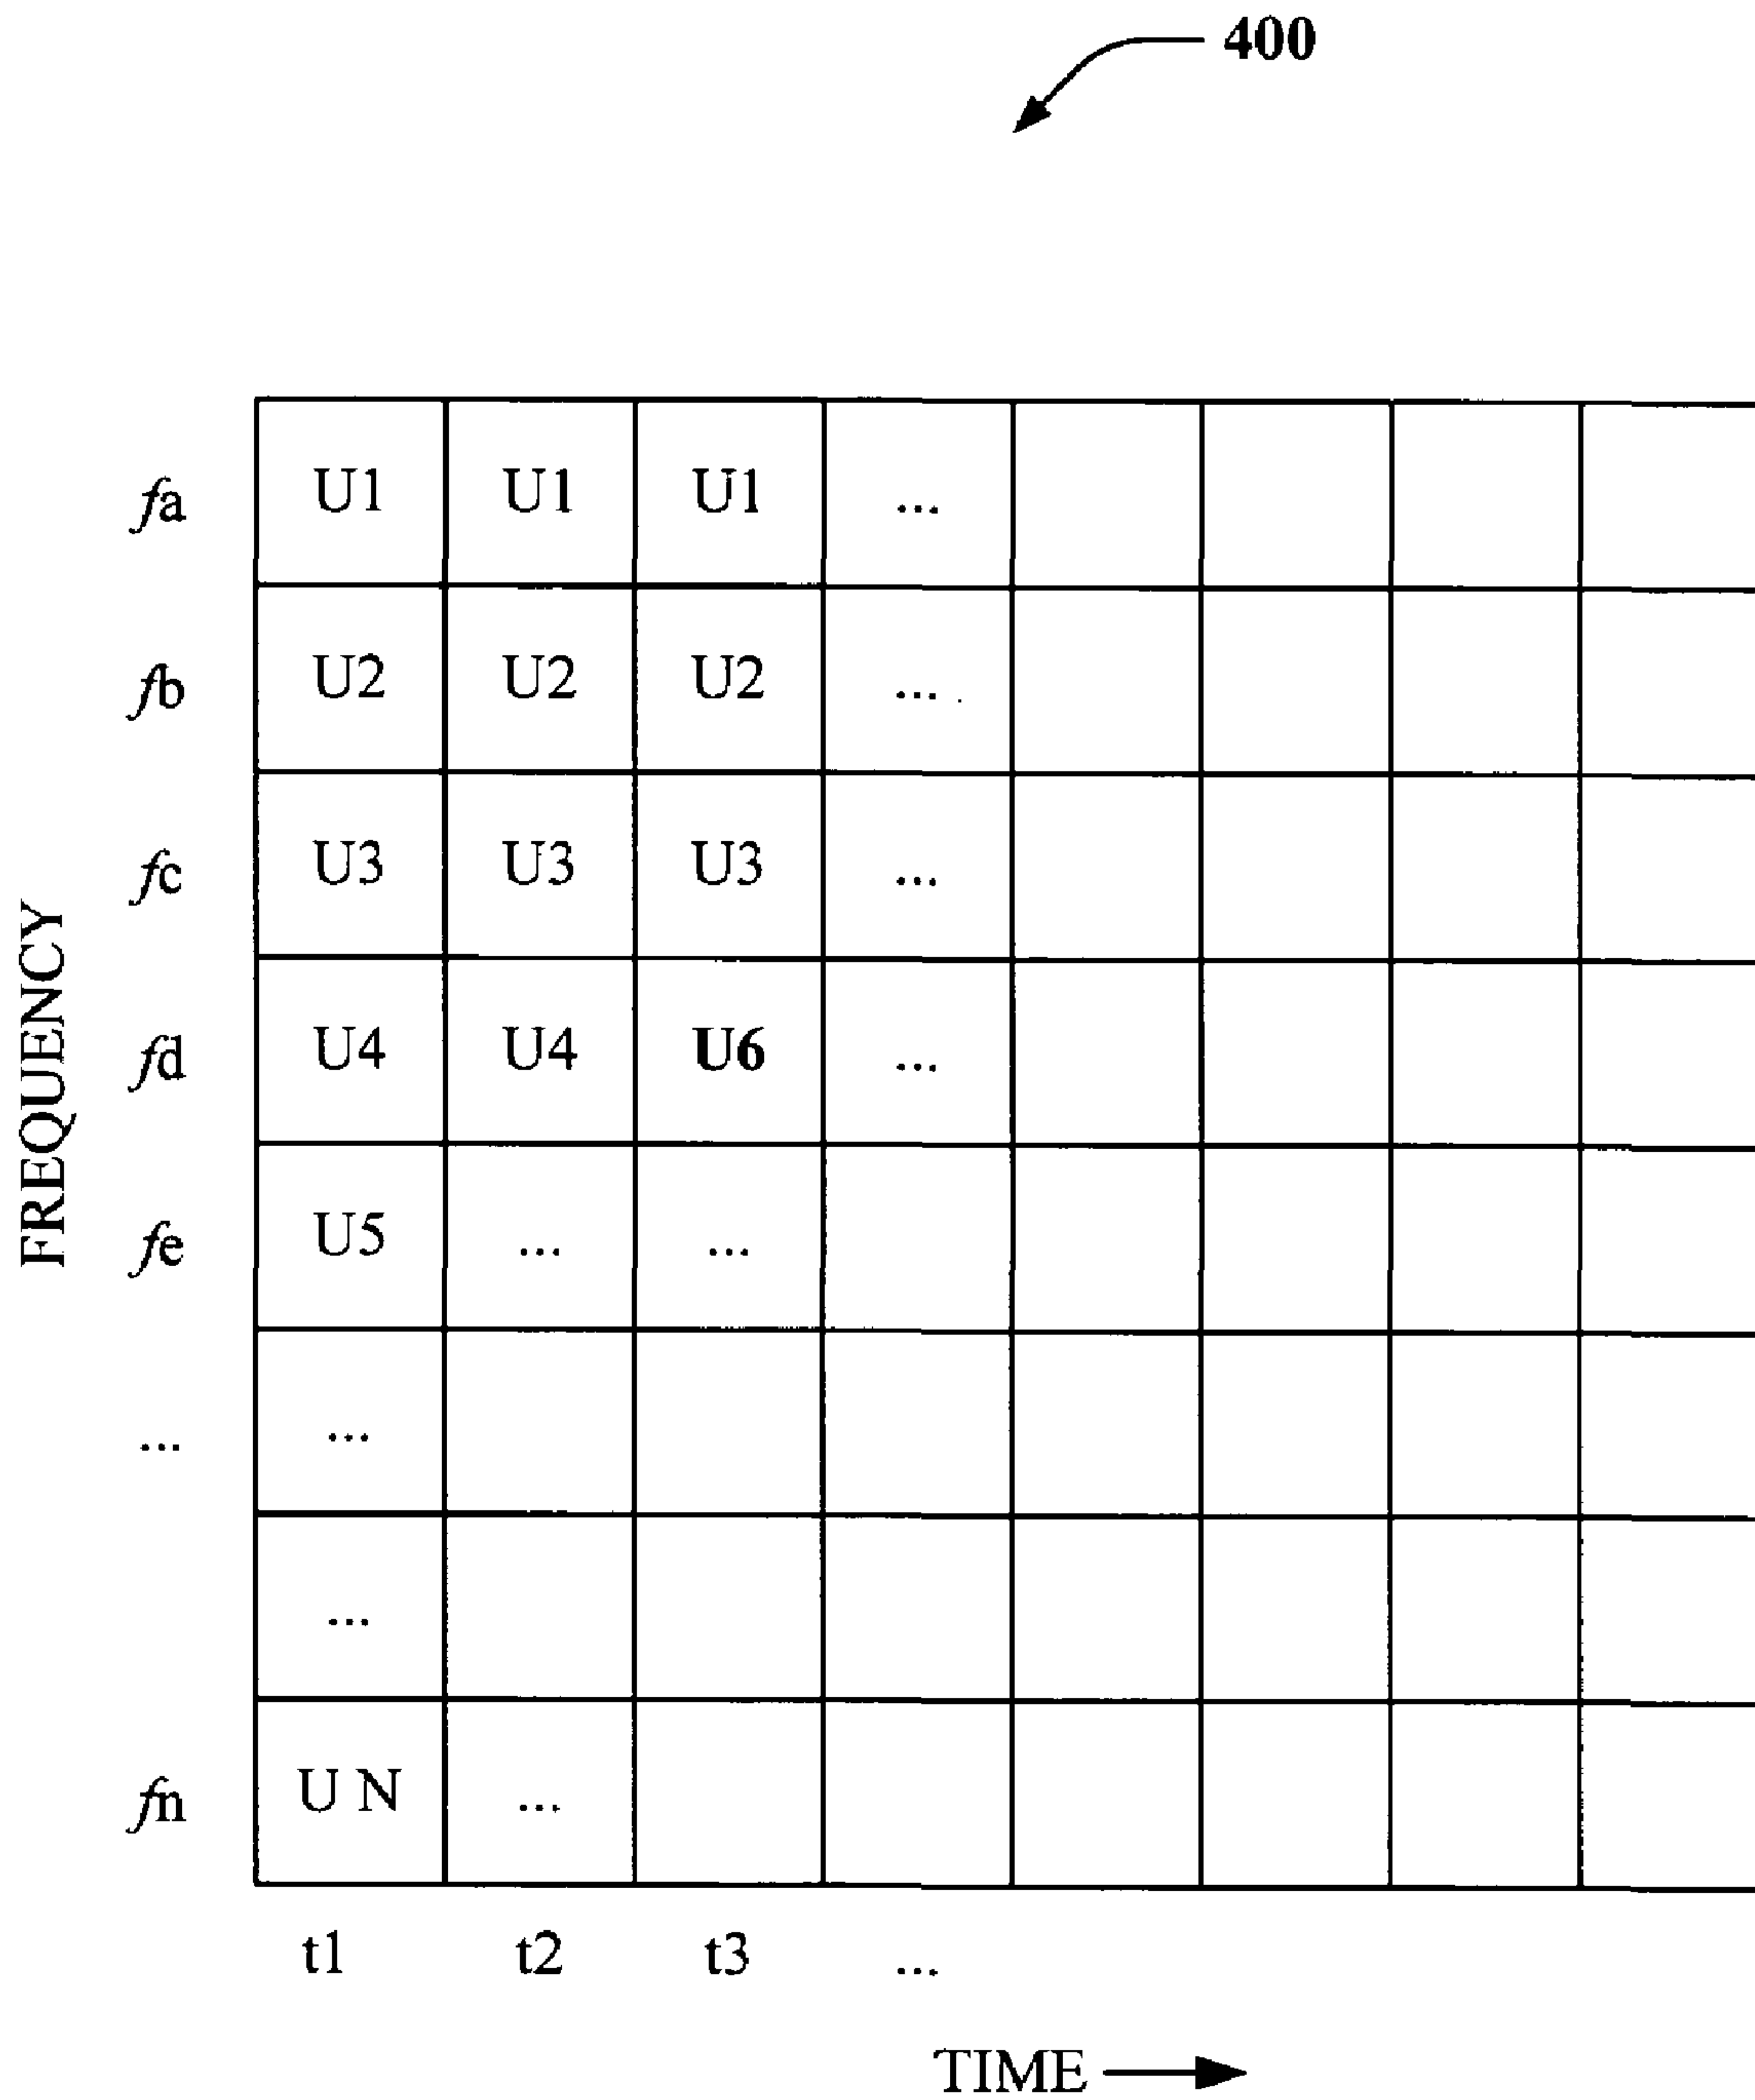 400
fa U1 U1 U1 ...
fb U2 U2 U2 ...
fc U3 U3 U3 ...
fd U4 U4 U6 ...
fe U5 ... ...
... ...
...
fn U N ...
t1 t2 t3 ...
FREQUENCY
TIME